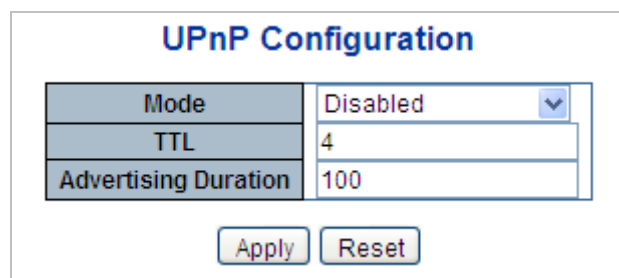 UPnP Configuration
Mode Disabled
TTL 4
Advertising Duration 100
Apply Reset